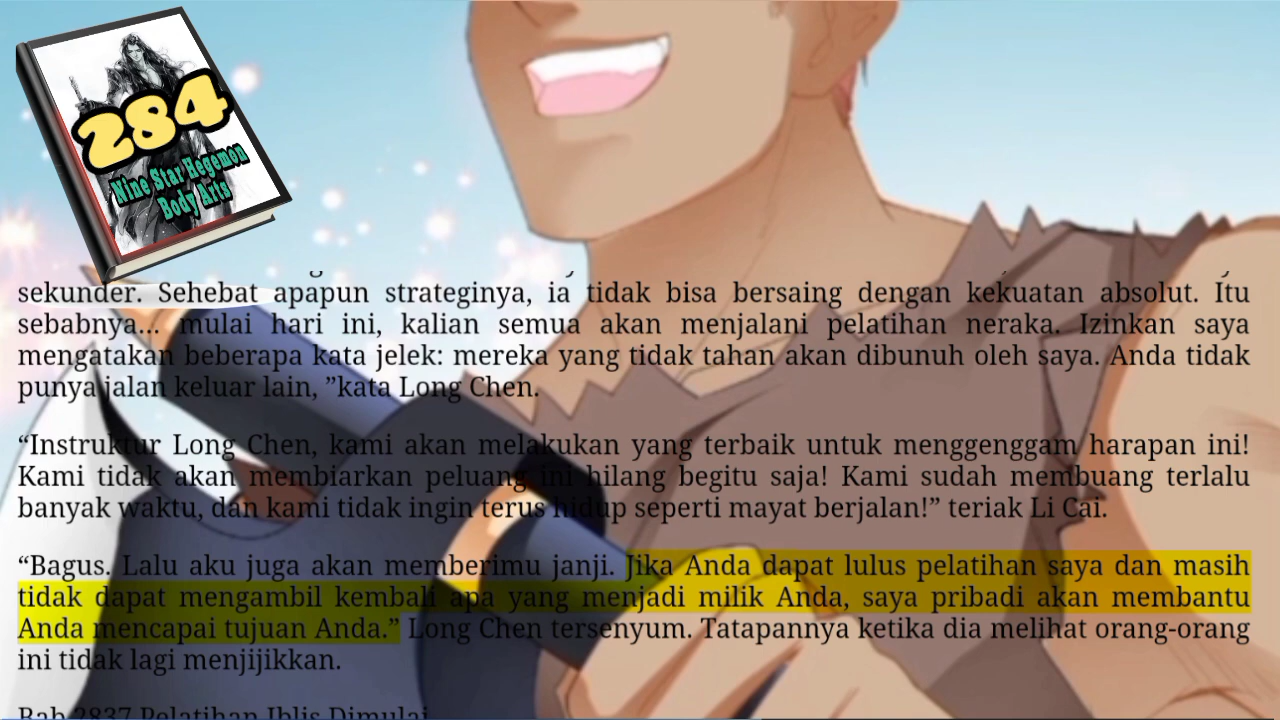 284
Nine Star Hegemon
Body Arts
sekunder. Sehebat apapun strateginya, ia tidak bisa bersaing dengan kekuatan absolut. Itu
sebabnya... mulai hari ini, kalian semua akan menjalani pelatihan neraka. Izinkan saya
mengatakan beberapa kata jelek: mereka yang tidak tahan akan dibunuh oleh saya. Anda tidak
punya jalan keluar lain, ”kata Long Chen.
“Instruktur Long Chen, kami akan melakukan yang terbaik untuk menggenggam harapan ini!
Kami tidak akan membiarkan peluang ini hilang begitu saja! Kami sudah membuang terlalu
banyak waktu, dan kami tidak ingin terus hidup seperti mayat berjalan!” teriak Li Cai.
“Bagus. Lalu aku juga akan memberimu janji. Jika Anda dapat lulus pelatihan saya dan masih
tidak dapat mengambil kembali apa yang menjadi milik Anda, saya pribadi akan membantu
Anda mencapai tujuan Anda.” Long Chen tersenyum. Tatapannya ketika dia melihat orang-orang
ini tidak lagi menjijikkan.
Bab 2837 Pelatihan Iblis Dimulai